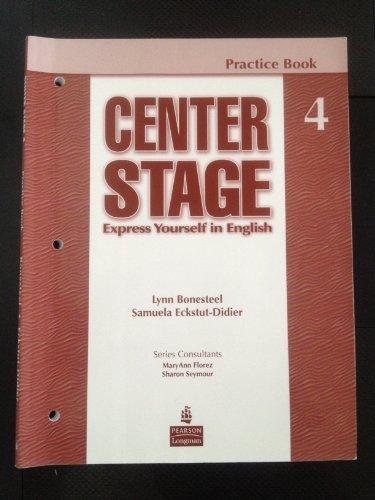 Practice Book
CENTER
4
STAGE
Express Yourself in English
Lynn Bonesteel
Samuela Eckstut-Didier
Series Consultants
MaryAnn Florez
Sharon Seymour
PEARSON
Longman